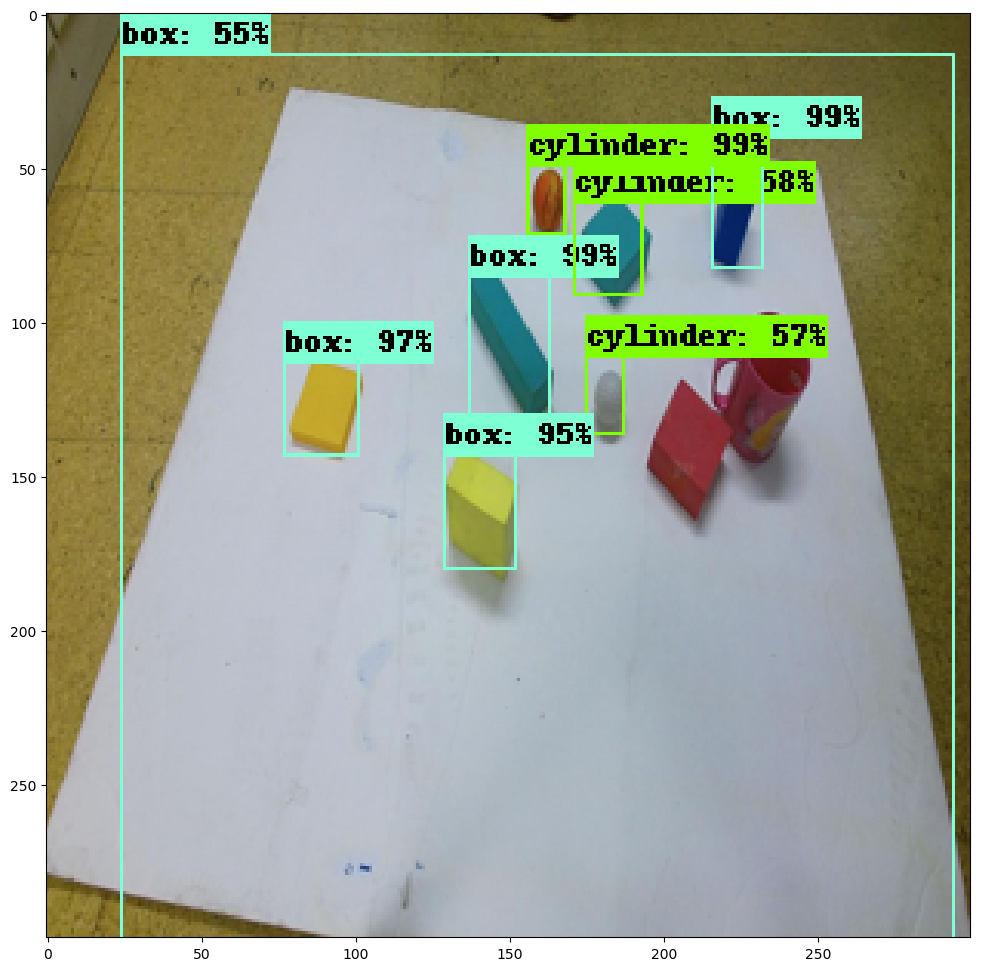 0
box: 55%
box: 99%
cylinder: 99%
50
cylinder: 58%
box: 99%
100
cylinder: 57%
box: 97%
box: 95%
150
200
250
0 50 100 150 200 250